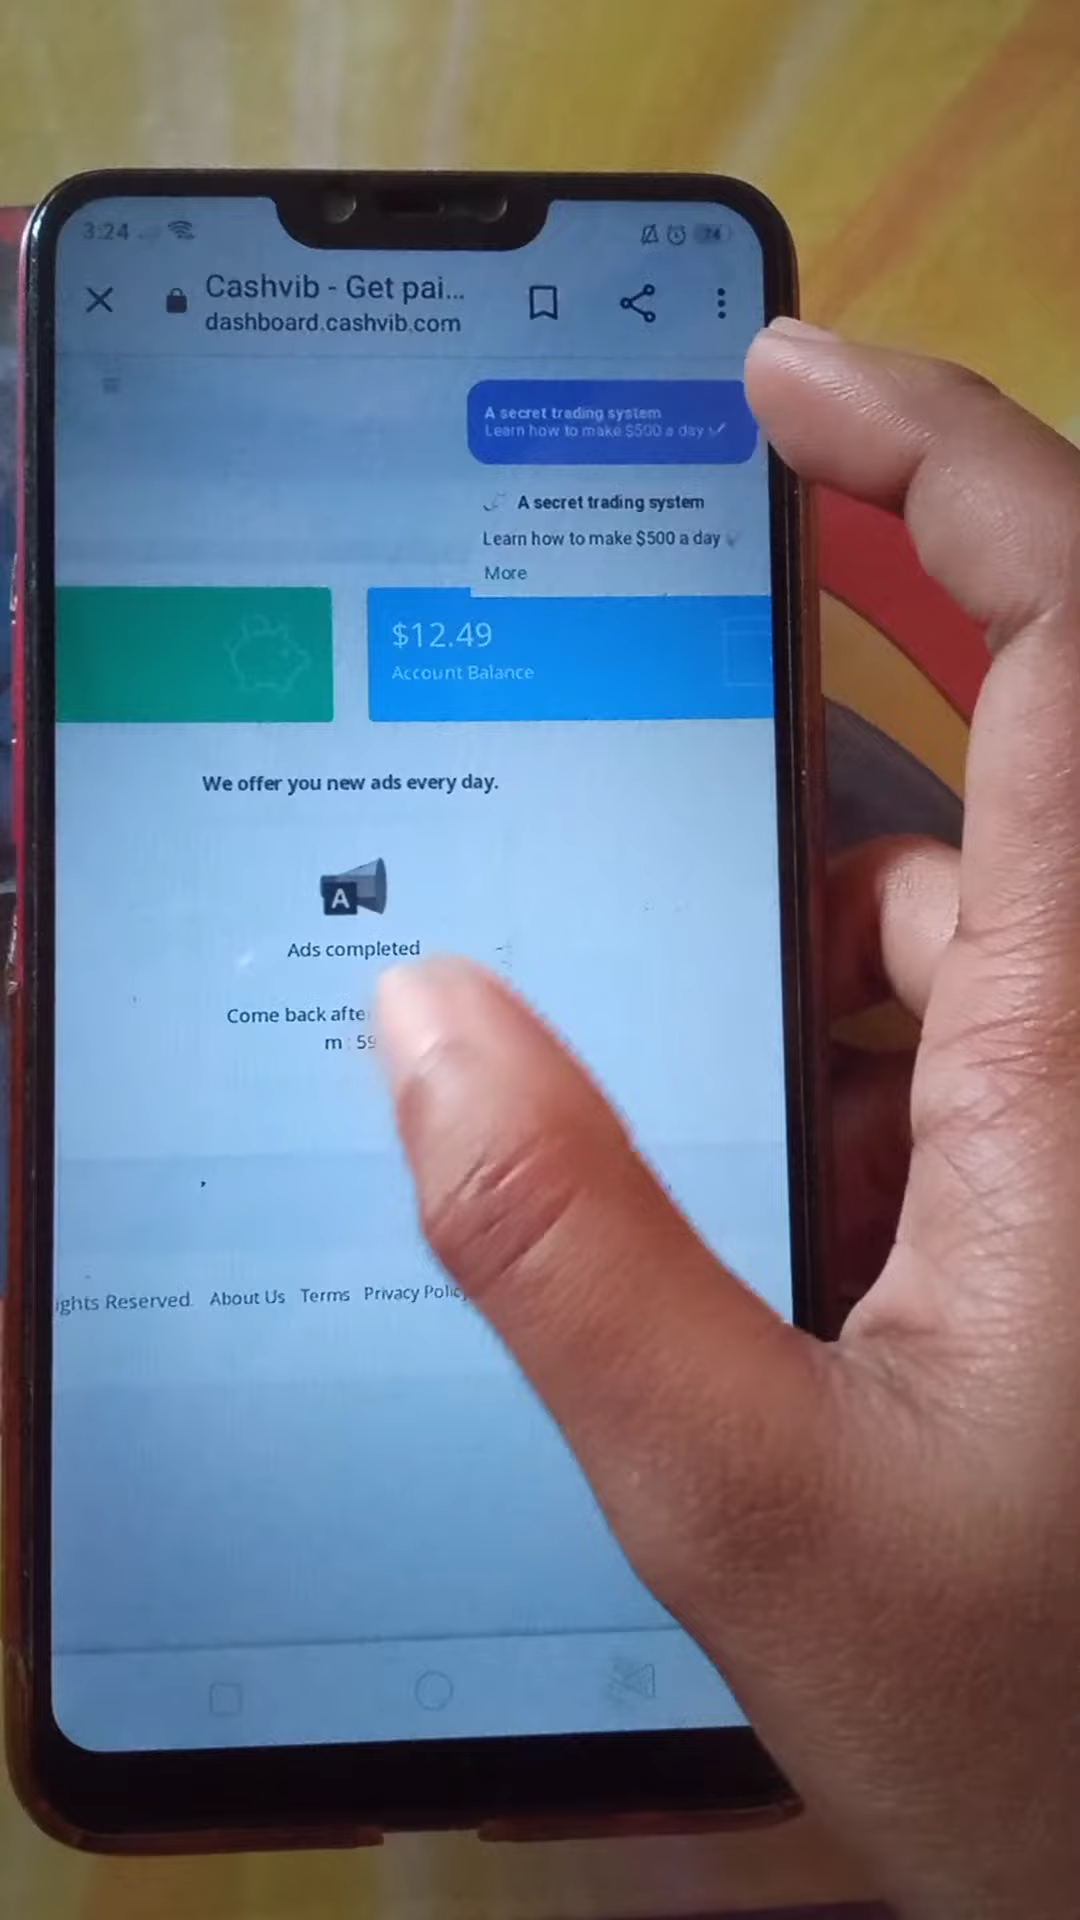 3:24
74
Cashvib - Get pai...
dashboard.cashvib.com
A secret trading system
Learn how to make $500 a day
A secret trading system
Learn how to make $500 a day
More
$12.49
Account Balance
We offer you new ads every day.
A
Ads completed
Come back afte
m : 59
ights Reserved. About Us Terms Privacy Policy